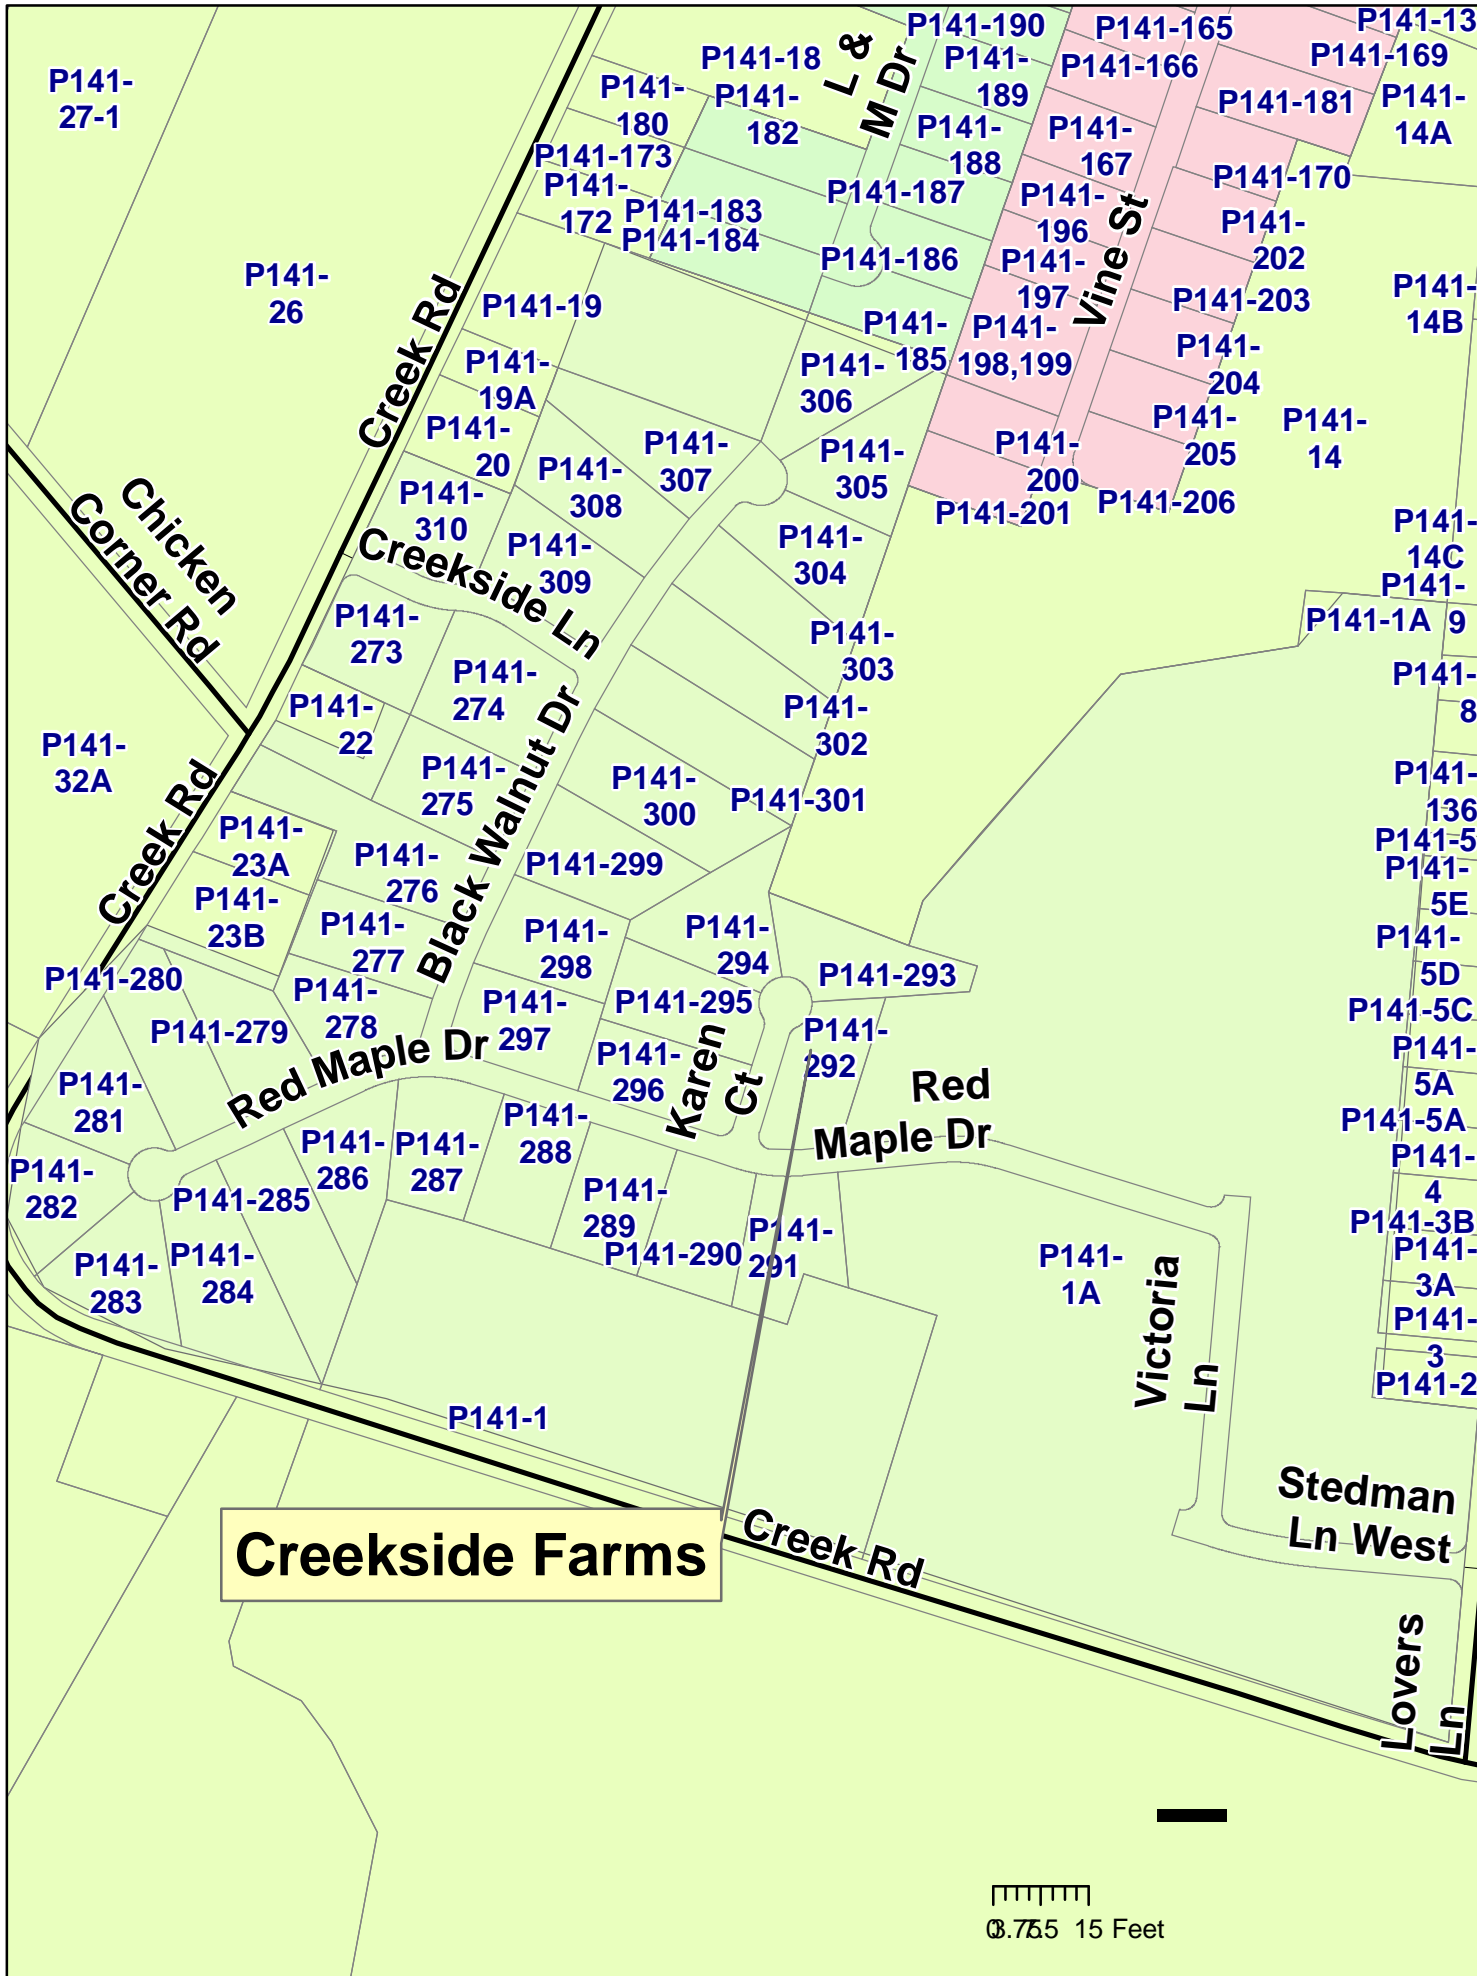 P141-190
P141-165
P141-13
P141-
27-1
P141-18
L &
M Dr
P141-
189
P141-166
P141-169
P141-
180
P141-
182
P141-181
P141-
14A
P141-
188
P141-
167
P141-173
P141-
172
P141-183
P141-184
P141-187
P141-
196
Vine St
P141-170
P141-
202
P141-
26
P141-186
P141-
197
P141-203
P141-
14B
Creek Rd
P141-19
P141-
185
P141-
198,199
P141-
204
P141-
19A
P141-
306
P141-
20
P141-
307
P141-
305
P141-
200
P141-
205
P141-
14
P141-
308
P141-
310
P141-201
P141-206
Chicken
Corner Rd
Creekside Ln
P141-
309
P141-
304
P141-
14C
P141-
9
P141-1A
P141-
273
P141-
303
P141-
274
P141-
8
P141-
22
P141-
302
P141-
32A
Creek Rd
P141-
275
Black Walnut Dr
P141-
300
P141-301
P141-
136
P141-
23A
P141-
276
P141-299
P141-5
P141-
5E
P141-
23B
P141-
277
P141-
298
P141-
294
P141-
5D
P141-280
P141-
278
P141-293
P141-
297
P141-295
P141-5C
P141-279
Red Maple Dr
P141-
296
Karen
Ct
P141-
292
P141-
5A
P141-
281
Red
Maple Dr
P141-5A
P141-
288
P141-
286
P141-
287
P141-
4
P141-
282
P141-285
P141-
289
P141-3B
P141-
283
P141-
284
P141-290
P141-
291
P141-
1A
Victoria
Ln
P141-
3A
P141-
3
P141-2
P141-1
Stedman
Ln West
Creekside Farms
Creek Rd
Lovers
Ln
15 Feet